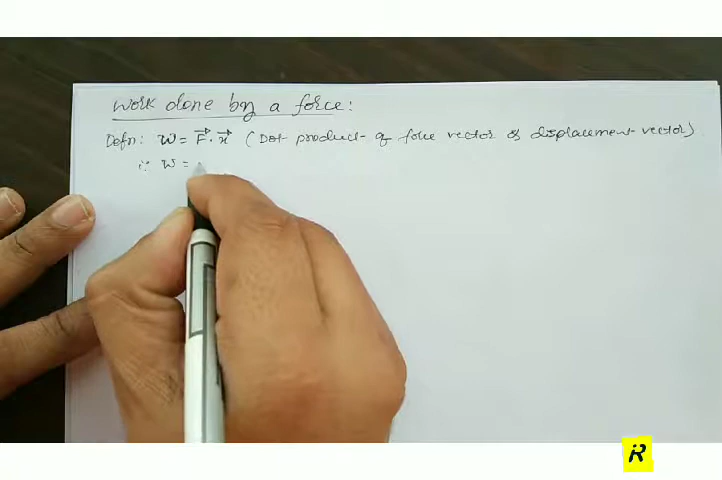 Work done by a force:
Defn: W = F⃗ · x⃗ (Dot product of force vector & displacement vector)
∵ W =
R